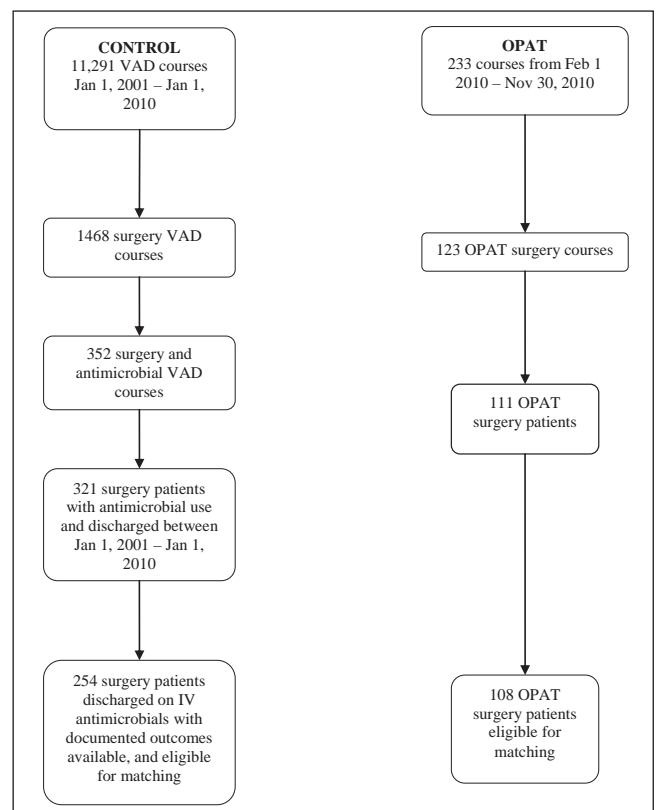 CONTROL
11,291 VAD courses
Jan 1, 2001 – Jan 1,
2010
1468 surgery VAD
courses
352 surgery and
antimicrobial VAD
courses
321 surgery patients
with antimicrobial use
and discharged between
Jan 1, 2001 – Jan 1,
2010
254 surgery patients
discharged on IV
antimicrobials with
documented outcomes
available, and eligible
for matching
OPAT
233 courses from Feb 1
2010 – Nov 30, 2010
123 OPAT surgery courses
111 OPAT
surgery patients
108 OPAT
surgery patients
eligible for
matching